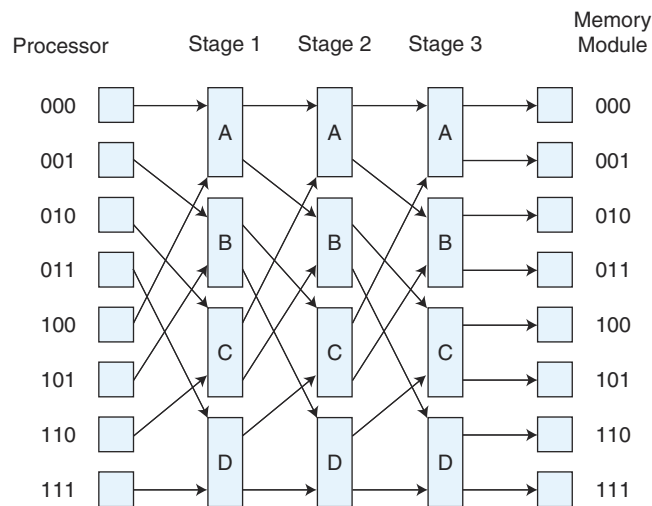 Processor Stage 1 Stage 2 Stage 3 Memory
Module
000 000
A A A
001 001
010 010
B B B
011 011
100 100
C C C
101 101
110 110
D D D
111 111